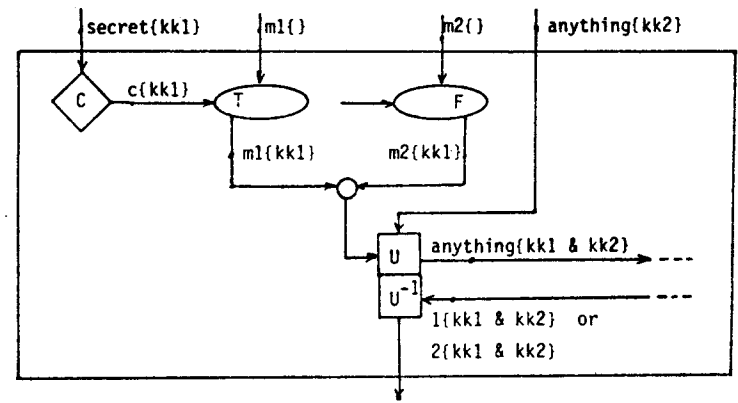 secret{kk1}
m1{}
m2{}
anything{kk2}
C
c{kk1}
T
F
m1{kk1}
m2{kk1}
U
anything{kk1 & kk2}
U⁻¹
1{kk1 & kk2} or
2{kk1 & kk2}